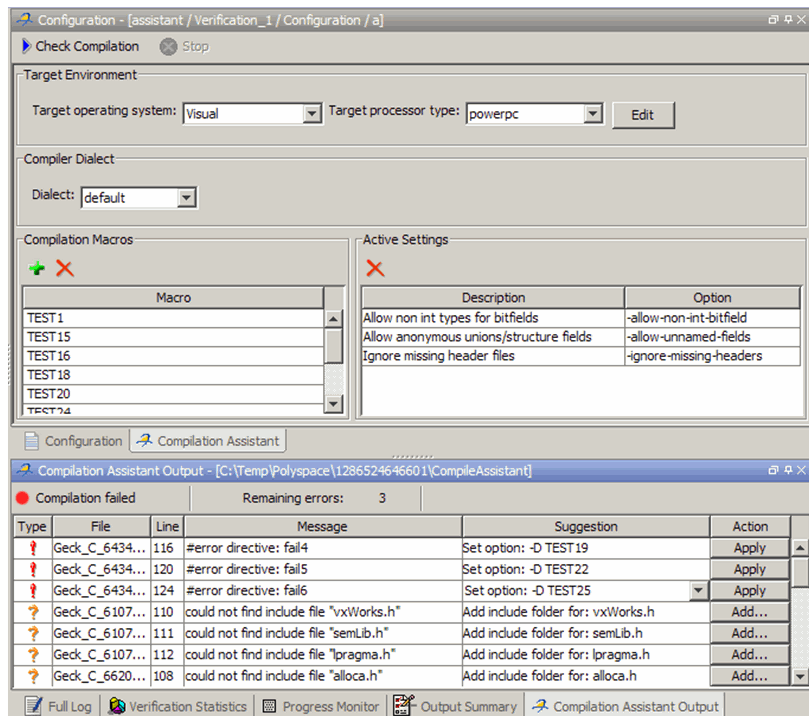 Configuration - [assistant / Verification_1 / Configuration / a]
Check Compilation Stop
Target Environment
Target operating system: Visual Target processor type: powerpc Edit
Compiler Dialect
Dialect: default
Compilation Macros
Macro
TEST1
TEST15
TEST16
TEST18
TEST20
TEST24
Active Settings
Description Option
Allow non int types for bitfields -allow-non-int-bitfield
Allow anonymous unions/structure fields -allow-unnamed-fields
Ignore missing header files -ignore-missing-headers
Configuration Compilation Assistant
Compilation Assistant Output - [C:\Temp\Polyspace\1286524646601\CompileAssistant]
Compilation failed Remaining errors: 3
Type File Line Message Suggestion Action
Geck_C_6434... 116 #error directive: fail4 Set option: -D TEST19 Apply
Geck_C_6434... 120 #error directive: fail5 Set option: -D TEST22 Apply
Geck_C_6434... 124 #error directive: fail6 Set option: -D TEST25 Apply
Geck_C_6107... 110 could not find include file "vxWorks.h" Add include folder for: vxWorks.h Add...
Geck_C_6107... 111 could not find include file "semLib.h" Add include folder for: semLib.h Add...
Geck_C_6107... 112 could not find include file "lpragma.h" Add include folder for: lpragma.h Add...
Geck_C_6620... 108 could not find include file "alloca.h" Add include folder for: alloca.h Add...
Full Log Verification Statistics Progress Monitor Output Summary Compilation Assistant Output